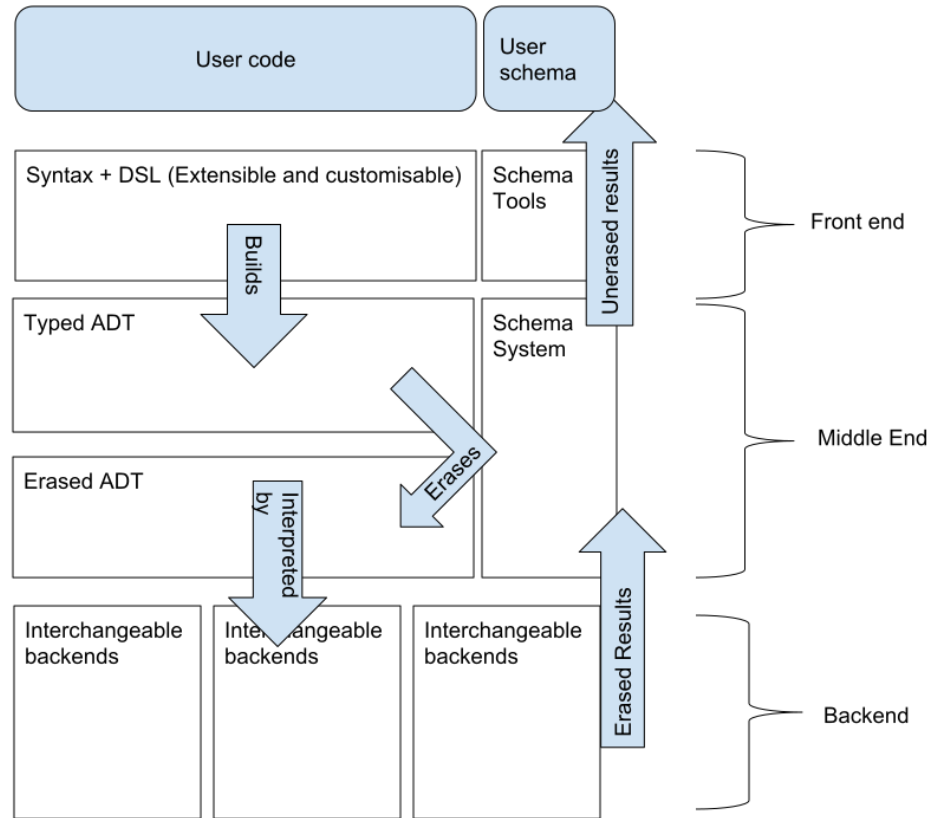 User code
User
schema
Syntax + DSL (Extensible and customisable)
Schema
Tools
Unerased results
Front end
Builds
Typed ADT
Schema
System
Middle End
Erases
Erased ADT
Interpreted
by
Interchangeable
backends
Interchangeable
backends
Interchangeable
backends
Erased Results
Backend